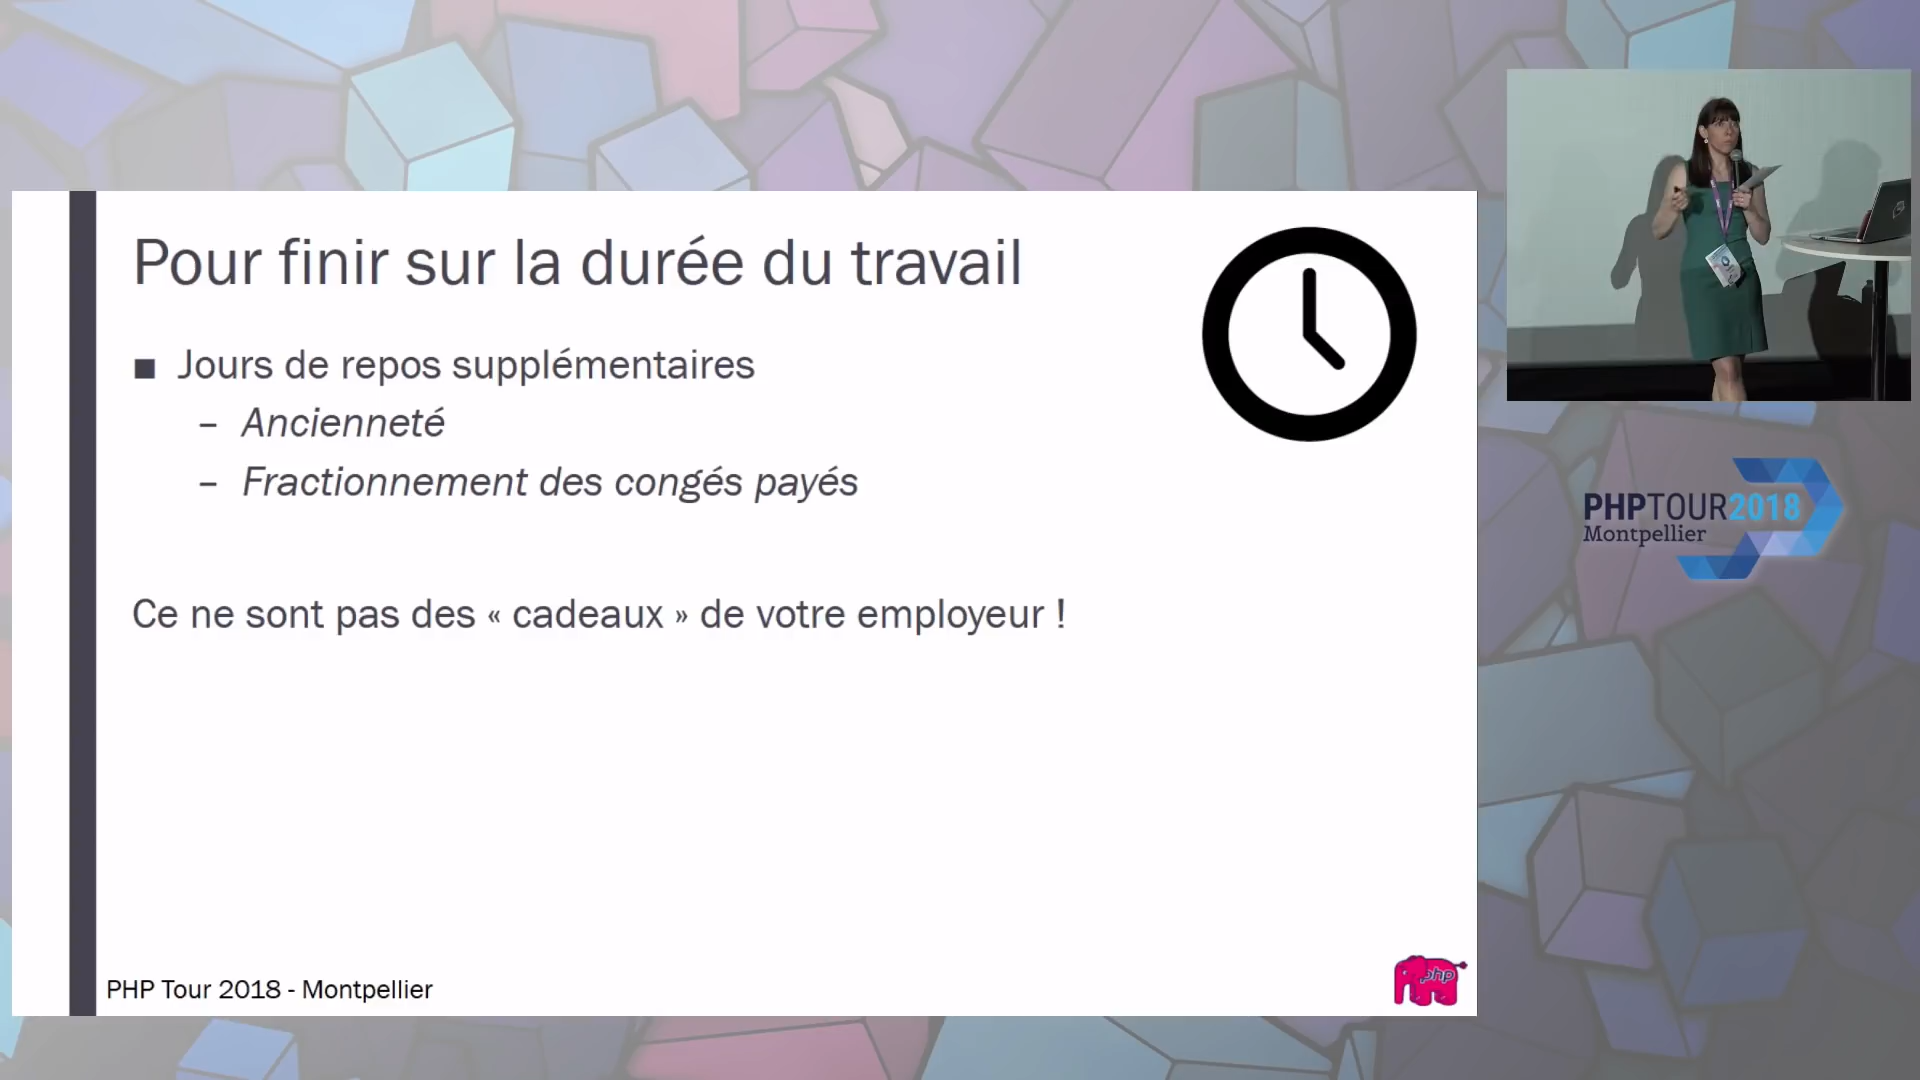 Pour finir sur la durée du travail
■ Jours de repos supplémentaires
– Ancienneté
– Fractionnement des congés payés
Ce ne sont pas des « cadeaux » de votre employeur !
PHP Tour 2018 - Montpellier
php
PHPTOUR2018
Montpellier